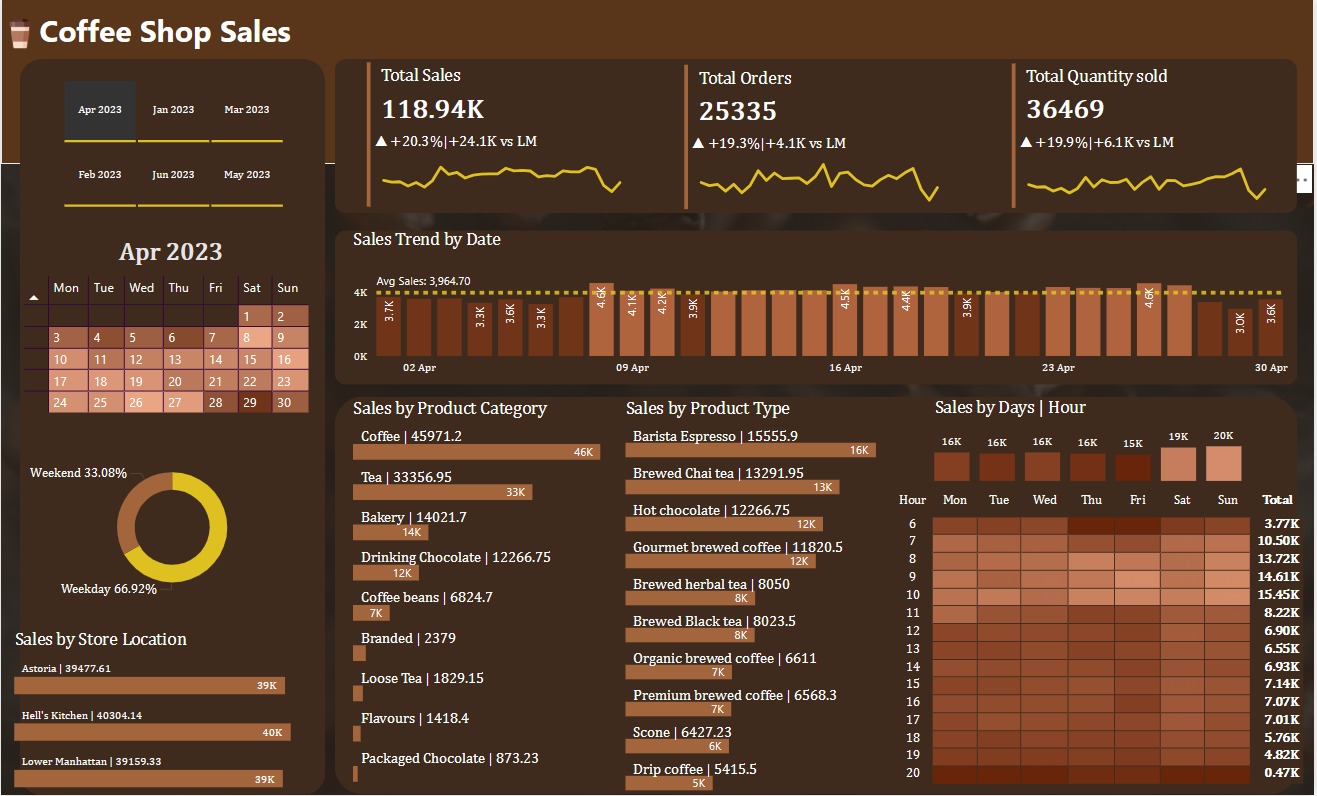 Coffee Shop Sales
Apr 2023 Jan 2023 Mar 2023
Feb 2023 Jun 2023 May 2023
Apr 2023
Mon Tue Wed Thu Fri Sat Sun
1 2
3 4 5 6 7 8 9
10 11 12 13 14 15 16
17 18 19 20 21 22 23
24 25 26 27 28 29 30
Weekend 33.08%
Weekday 66.92%
Sales by Store Location
Astoria | 39477.61
39K
Hell's Kitchen | 40304.14
40K
Lower Manhattan | 39159.33
39K
Total Sales
118.94K
▲ +20.3%|+24.1K vs LM
Total Orders
25335
▲ +19.3%|+4.1K vs LM
Total Quantity sold
36469
▲ +19.9%|+6.1K vs LM
Sales Trend by Date
Avg Sales: 3,964.70
4K
2K
0K
3.7K 3.3K 3.6K 3.3K 4.6K 4.1K 4.2K 3.9K 4.5K 4.4K 3.9K 4.6K 3.0K 3.6K
02 Apr 09 Apr 16 Apr 23 Apr 30 Apr
Sales by Product Category
Coffee | 45971.2
46K
Tea | 33356.95
33K
Bakery | 14021.7
14K
Drinking Chocolate | 12266.75
12K
Coffee beans | 6824.7
7K
Branded | 2379
Loose Tea | 1829.15
Flavours | 1418.4
Packaged Chocolate | 873.23
Sales by Product Type
Barista Espresso | 15555.9
16K
Brewed Chai tea | 13291.95
13K
Hot chocolate | 12266.75
12K
Gourmet brewed coffee | 11820.5
12K
Brewed herbal tea | 8050
8K
Brewed Black tea | 8023.5
8K
Organic brewed coffee | 6611
7K
Premium brewed coffee | 6568.3
7K
Scone | 6427.23
6K
Drip coffee | 5415.5
5K
Sales by Days | Hour
16K 16K 16K 16K 15K 19K 20K
Hour Mon Tue Wed Thu Fri Sat Sun Total
6 3.77K
7 10.50K
8 13.72K
9 14.61K
10 15.45K
11 8.22K
12 6.90K
13 6.55K
14 6.93K
15 7.14K
16 7.07K
17 7.01K
18 5.76K
19 4.82K
20 0.47K